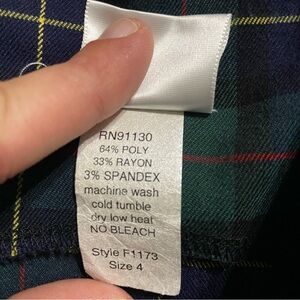 RN91130
64% POLY
33% RAYON
3% SPANDEX
machine wash
cold tumble
dry low heat
NO BLEACH
Style F1173
Size 4